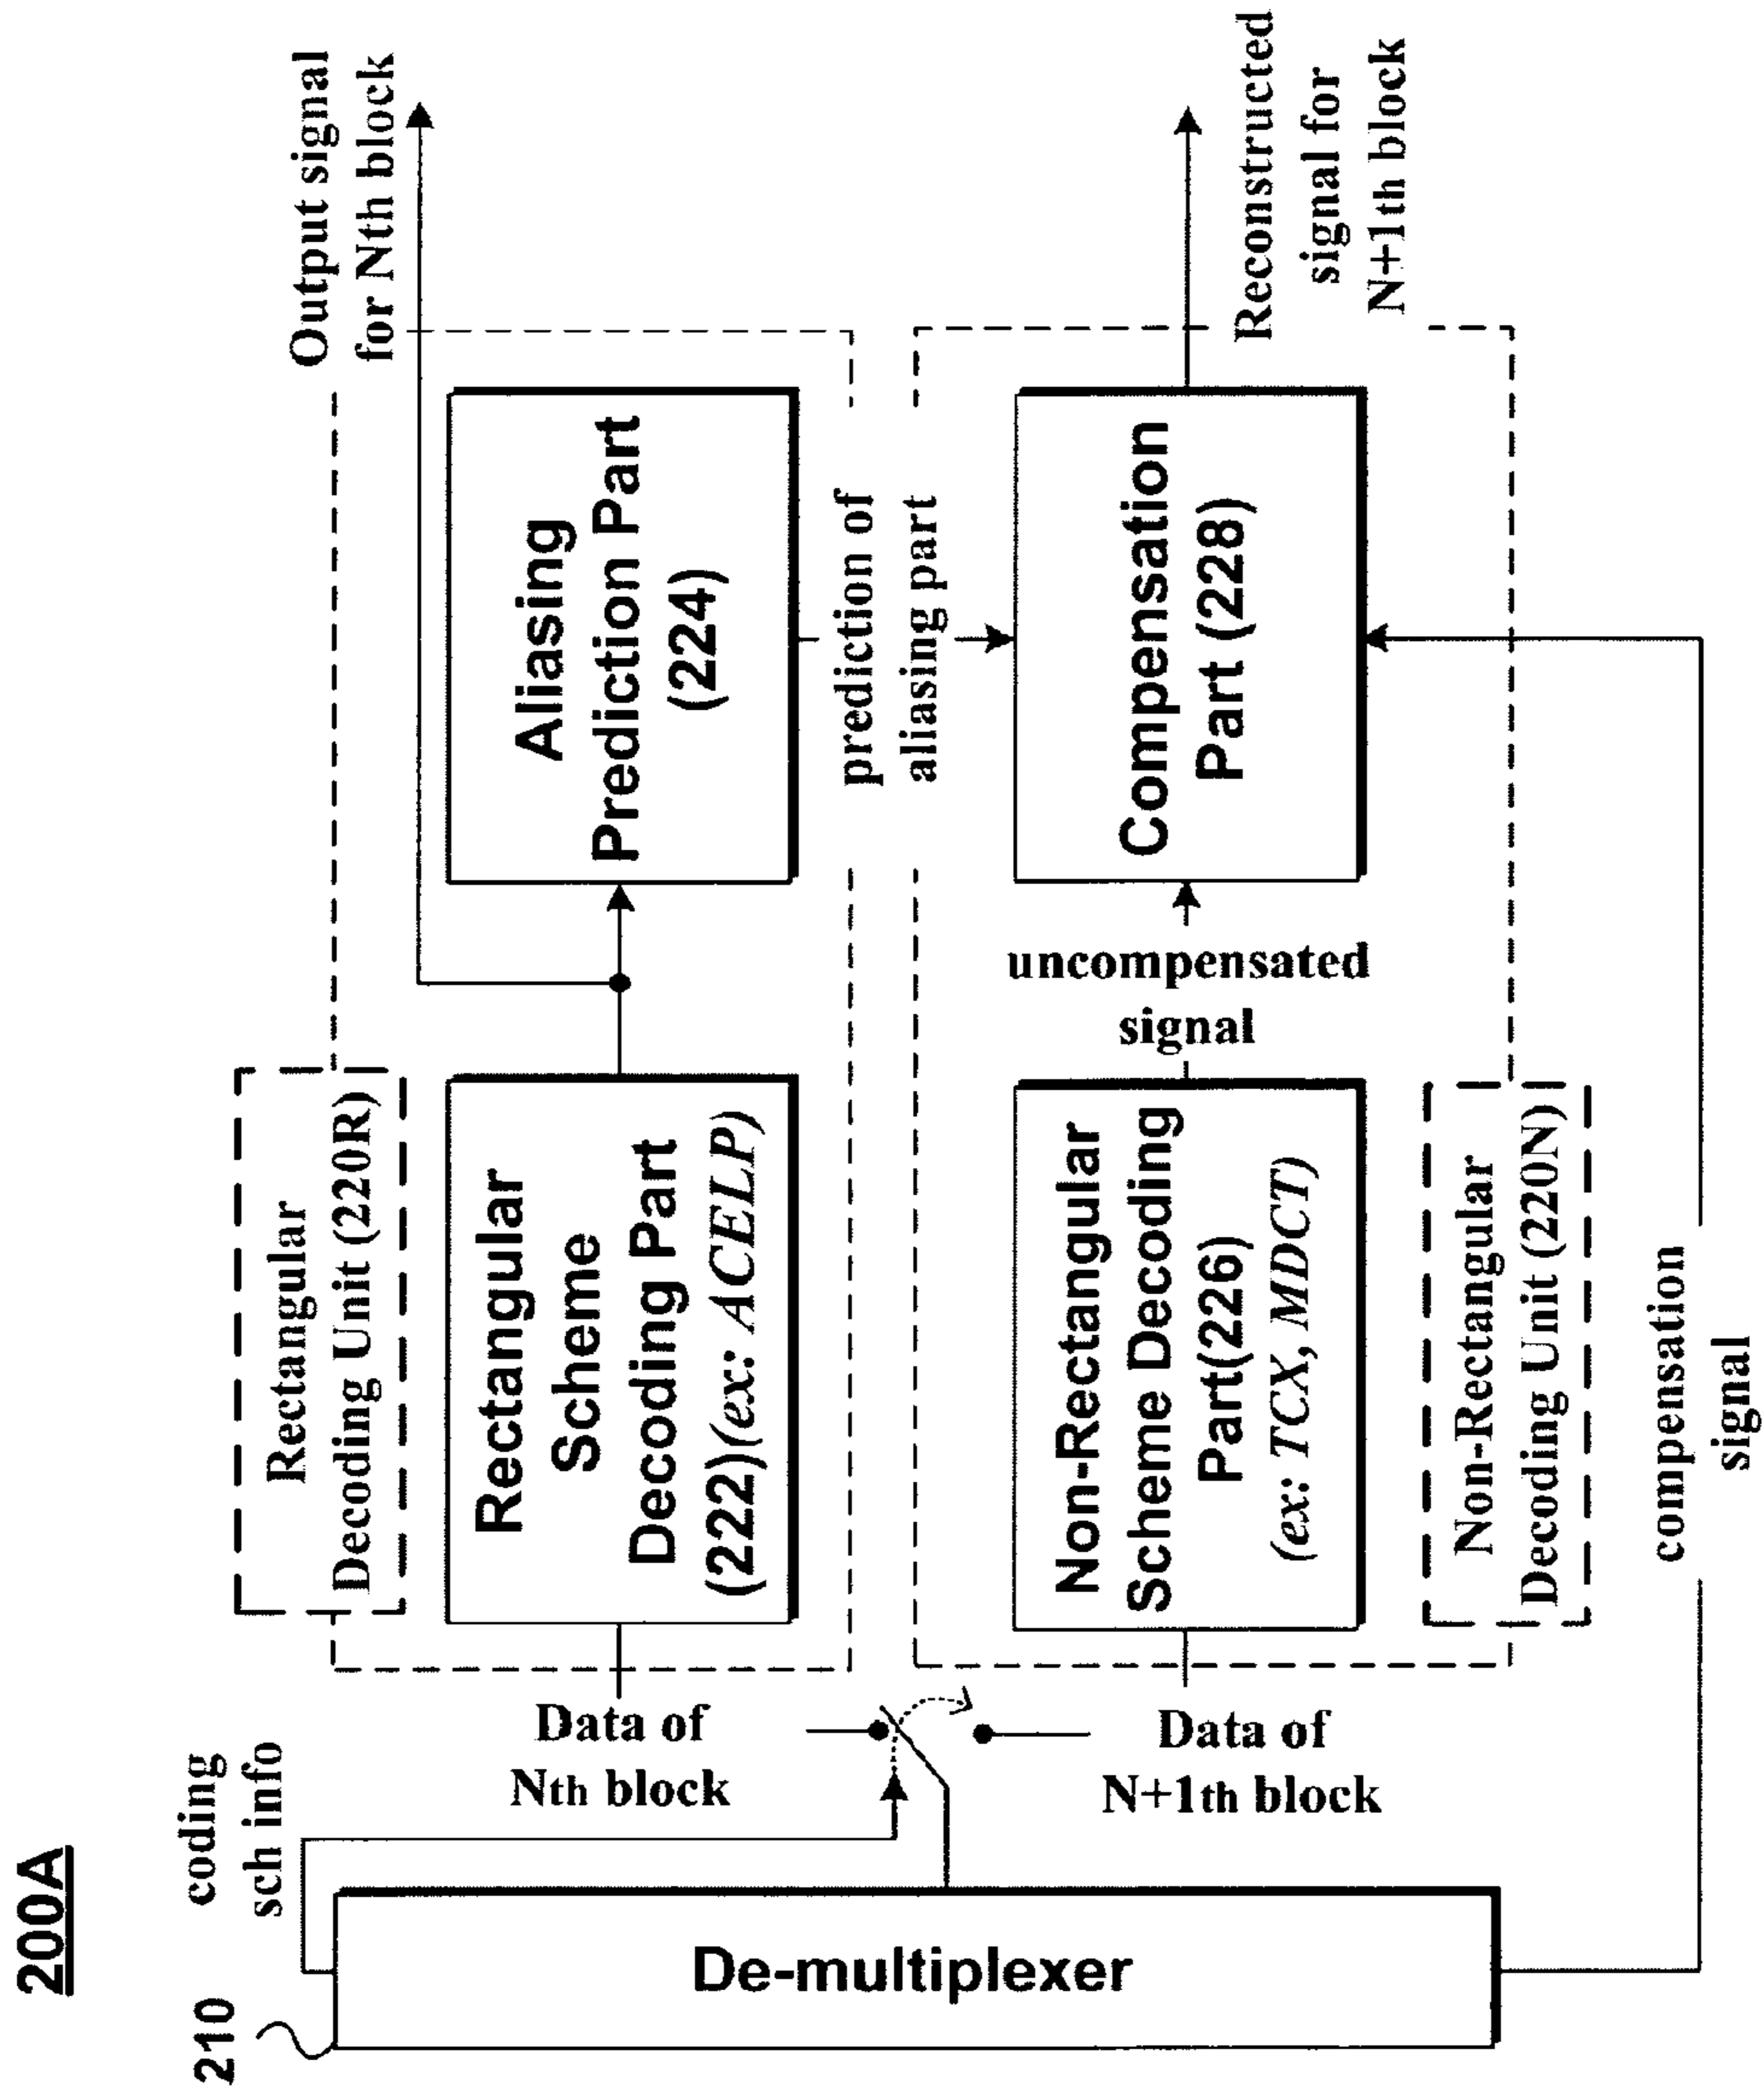 200A
210
coding
sch info
De-multiplexer
Data of
Nth block
Data of
N+1th block
Rectangular
Decoding Unit (220R)
Rectangular
Scheme
Decoding Part
(222)(ex: ACELP)
Aliasing
Prediction Part
(224)
Output signal
for Nth block
prediction of
aliasing part
Non-Rectangular
Scheme Decoding
Part(226)
(ex: TCX, MDCT)
uncompensated
signal
Compensation
Part (228)
Reconstructed
signal for
N+1th block
Non-Rectangular
Decoding Unit (220N)
compensation
signal